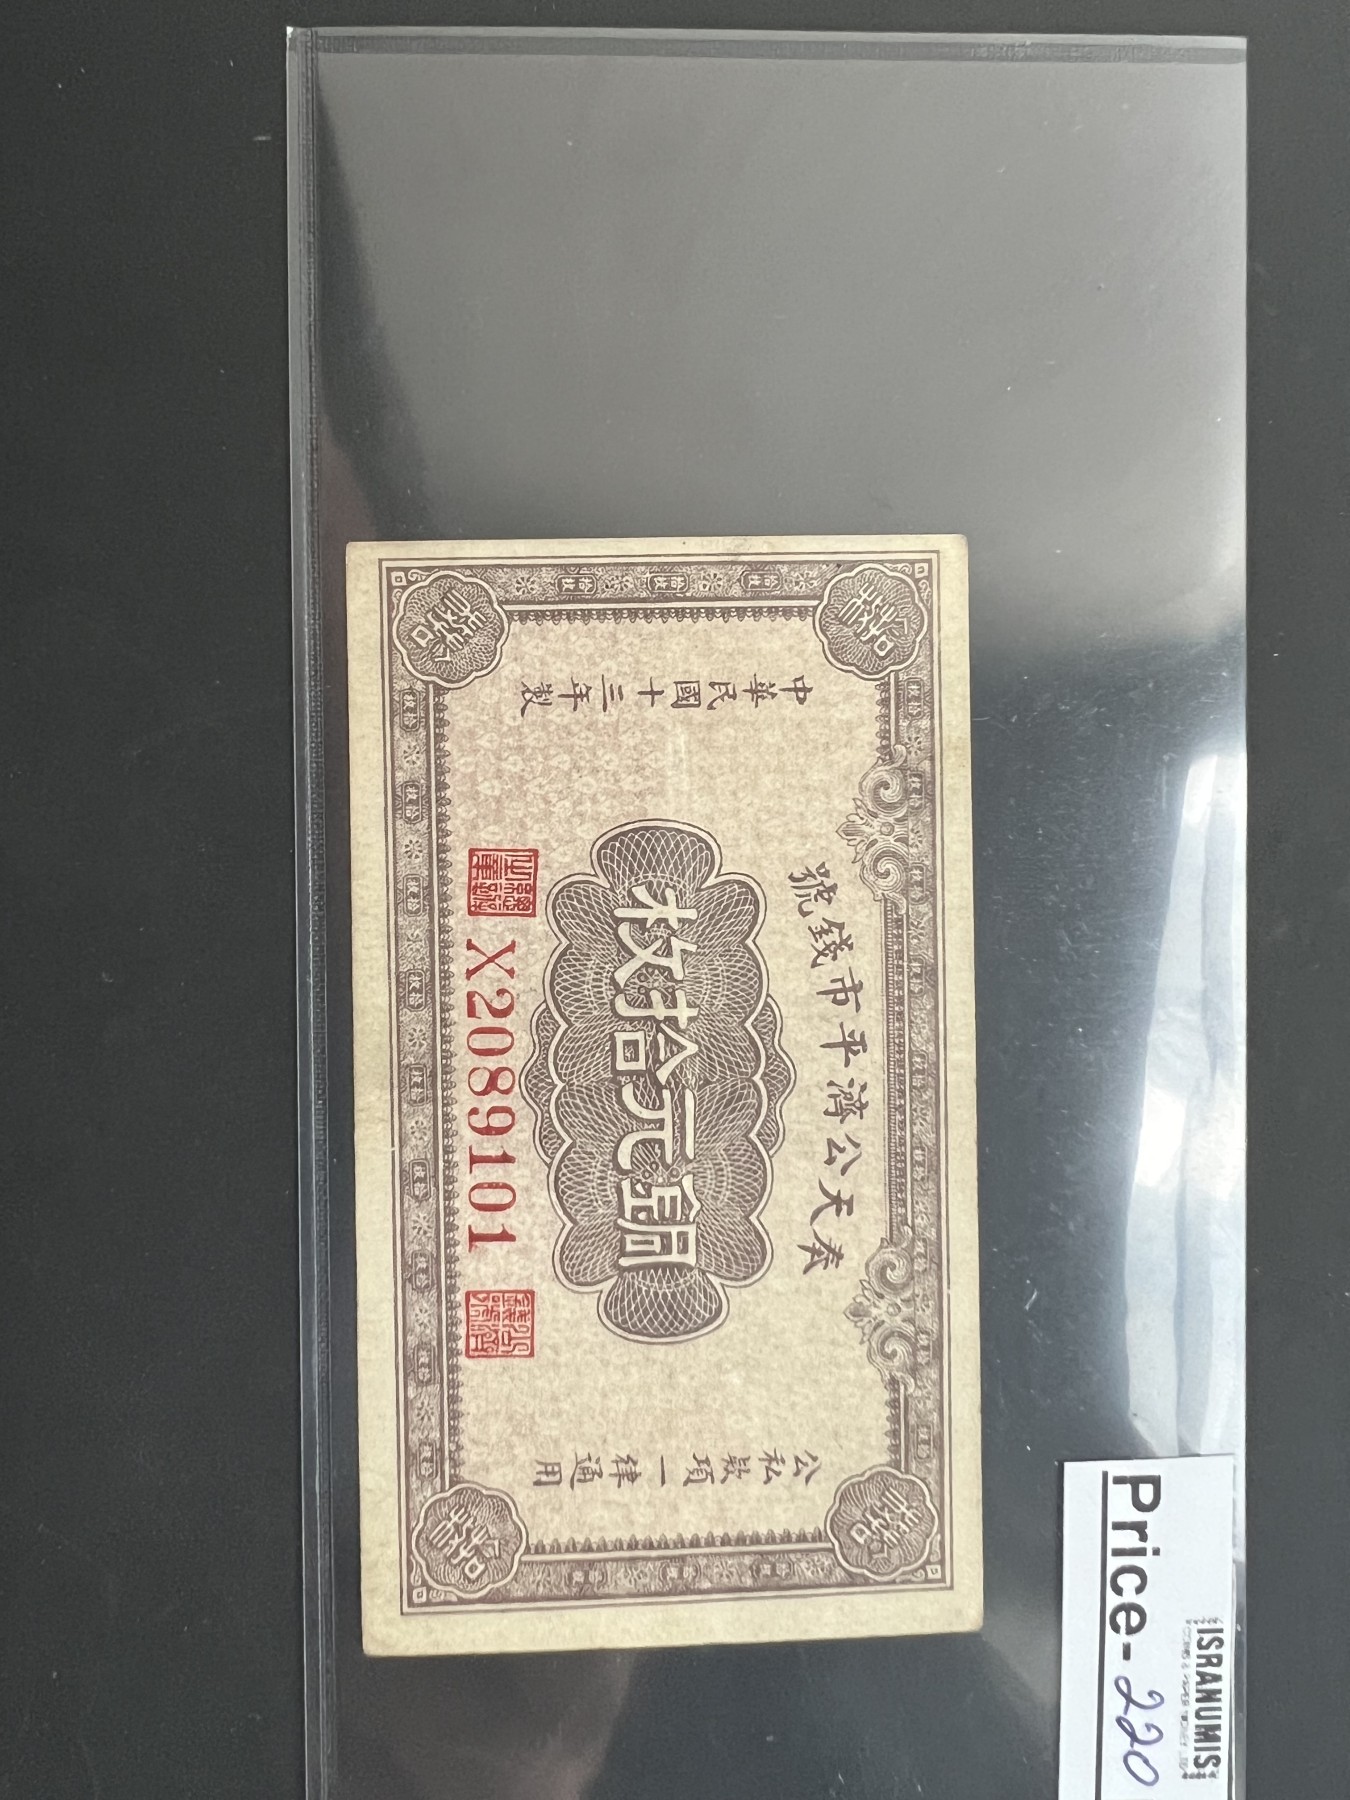 奉天公濟平市錢號
公私欵項一律通用
銅元拾枚
中華民國十三年製
X2089101
ISRANUMIS
Price- 220